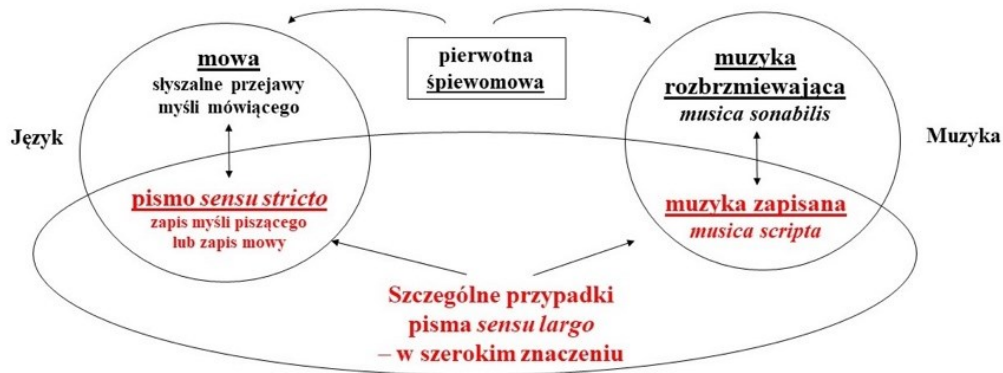 mowa
słyszalne przejawy
myśli mówiącego
pierwotna
śpiewomowa
muzyka
rozbrzmiewająca
musica sonabilis
Język
Muzyka
pismo sensu stricto
zapis myśli piszącego
lub zapis mowy
muzyka zapisana
musica scripta
Szczególne przypadki
pisma sensu largo
– w szerokim znaczeniu